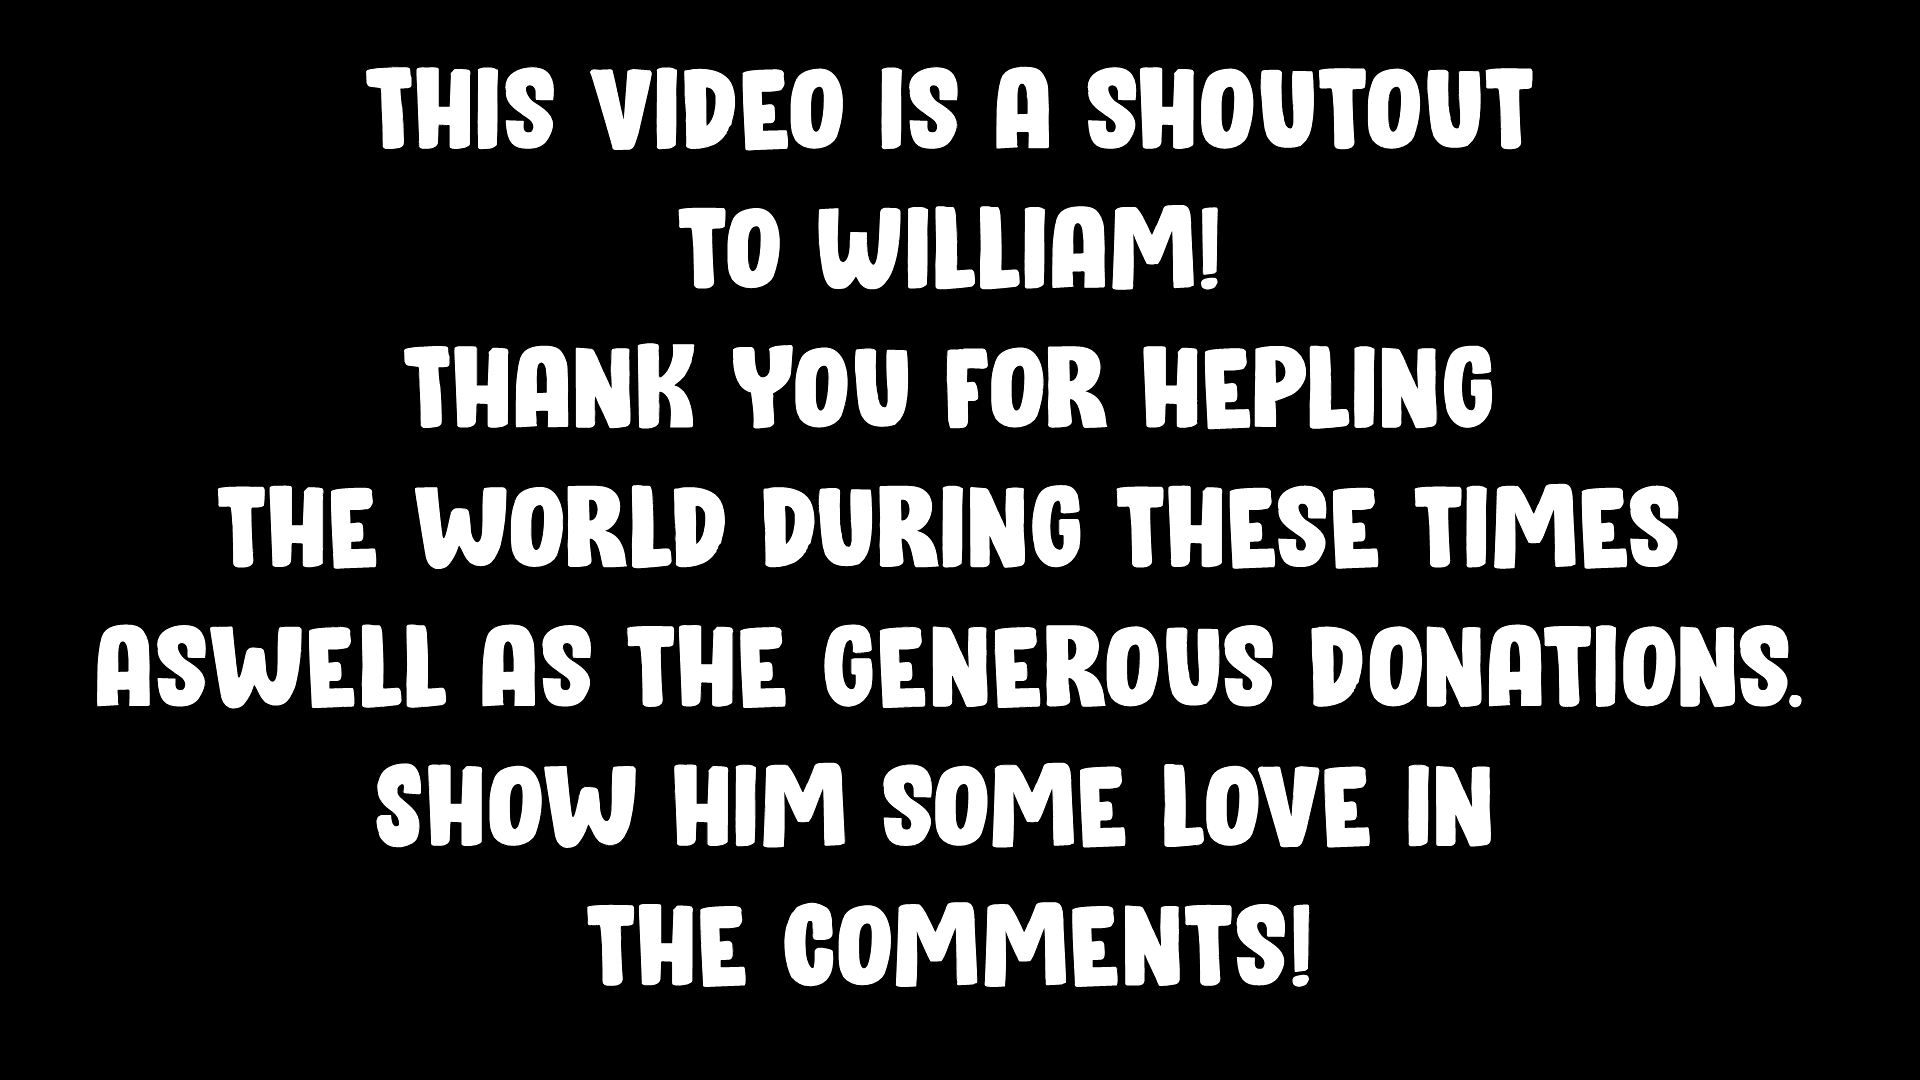 THIS VIDEO IS A SHOUTOUT
TO WILLIAM!
THANK YOU FOR HEPLING
THE WORLD DURING THESE TIMES
ASWELL AS THE GENEROUS DONATIONS.
SHOW HIM SOME LOVE IN
THE COMMENTS!